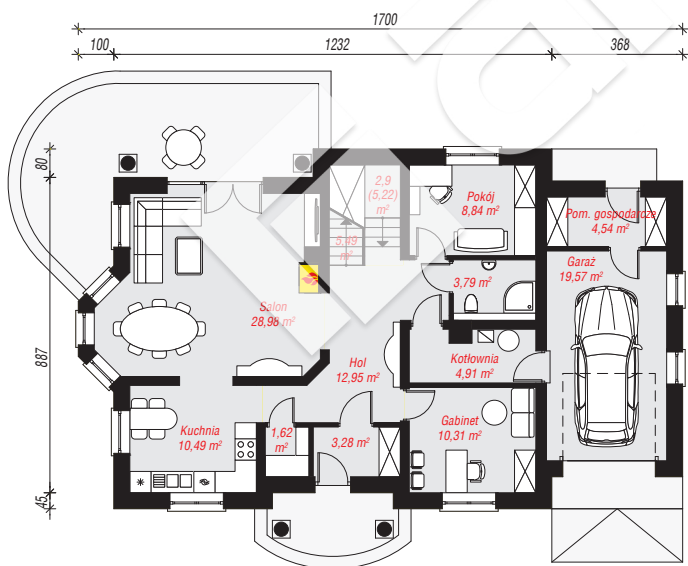 1700
100
1232
368
80
887
45
2,9
(5,22)
m²
5,49
m²
Pokój
8,84 m²
Pom. gospodarcze
4,54 m²
Garaż
19,57 m²
3,79 m²
Salon
28,98 m²
Hol
12,95 m²
Kotłownia
4,91 m²
Kuchnia
10,49 m²
1,62
m²
3,28 m²
Gabinet
10,31 m²